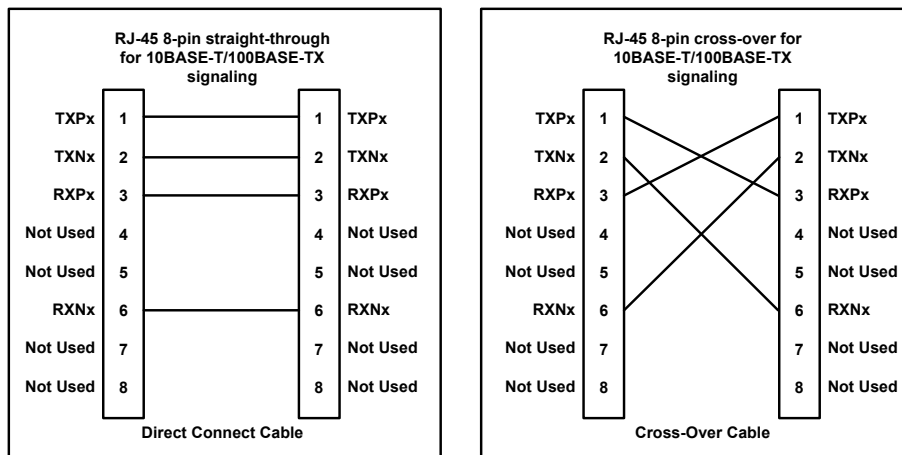 RJ-45 8-pin straight-through
for 10BASE-T/100BASE-TX
signaling
TXPx 1 1 TXPx
TXNx 2 2 TXNx
RXPx 3 3 RXPx
Not Used 4 4 Not Used
Not Used 5 5 Not Used
RXNx 6 6 RXNx
Not Used 7 7 Not Used
Not Used 8 8 Not Used
Direct Connect Cable
RJ-45 8-pin cross-over for
10BASE-T/100BASE-TX
signaling
TXPx 1 1 TXPx
TXNx 2 2 TXNx
RXPx 3 3 RXPx
Not Used 4 4 Not Used
Not Used 5 5 Not Used
RXNx 6 6 RXNx
Not Used 7 7 Not Used
Not Used 8 8 Not Used
Cross-Over Cable